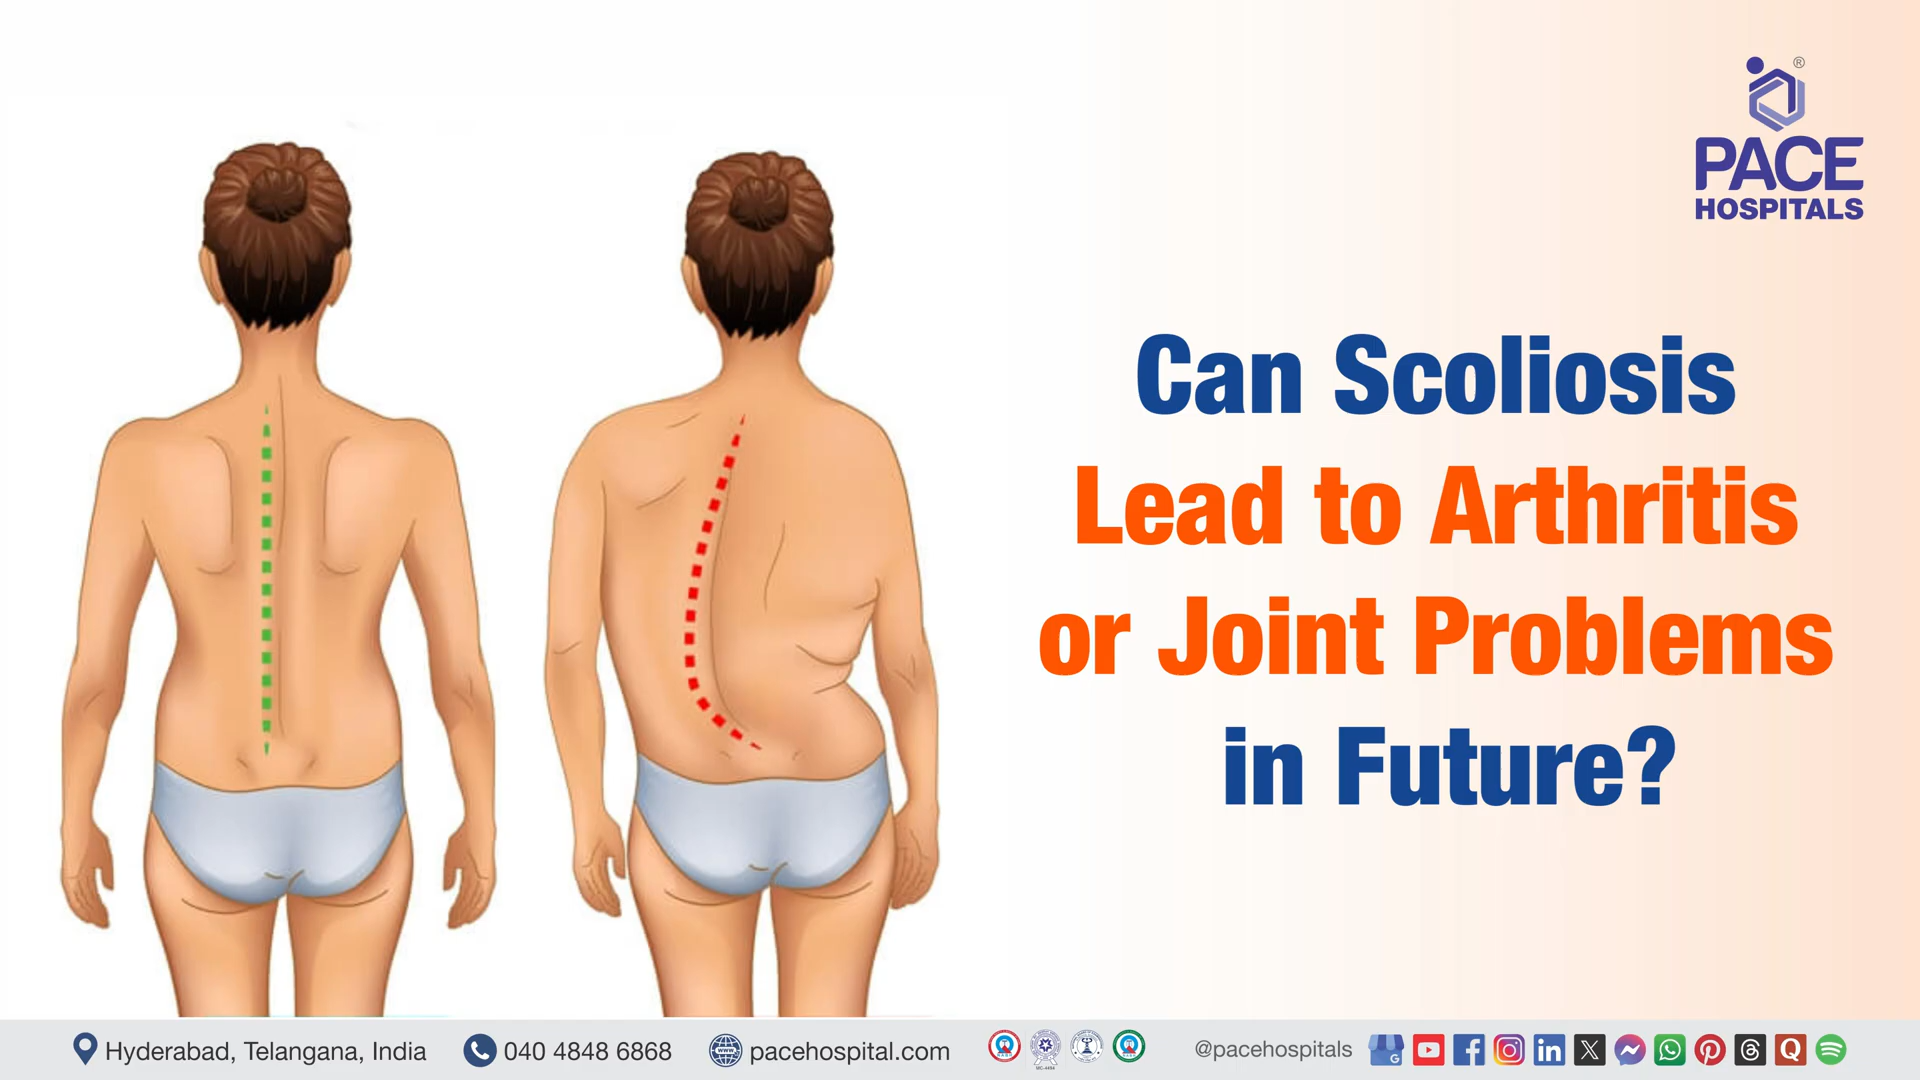 ®
PACE
HOSPITALS
Can Scoliosis
Lead to Arthritis
or Joint Problems
in Future?
Hyderabad, Telangana, India
040 4848 6868
www
pacehospital.com
@pacehospitals